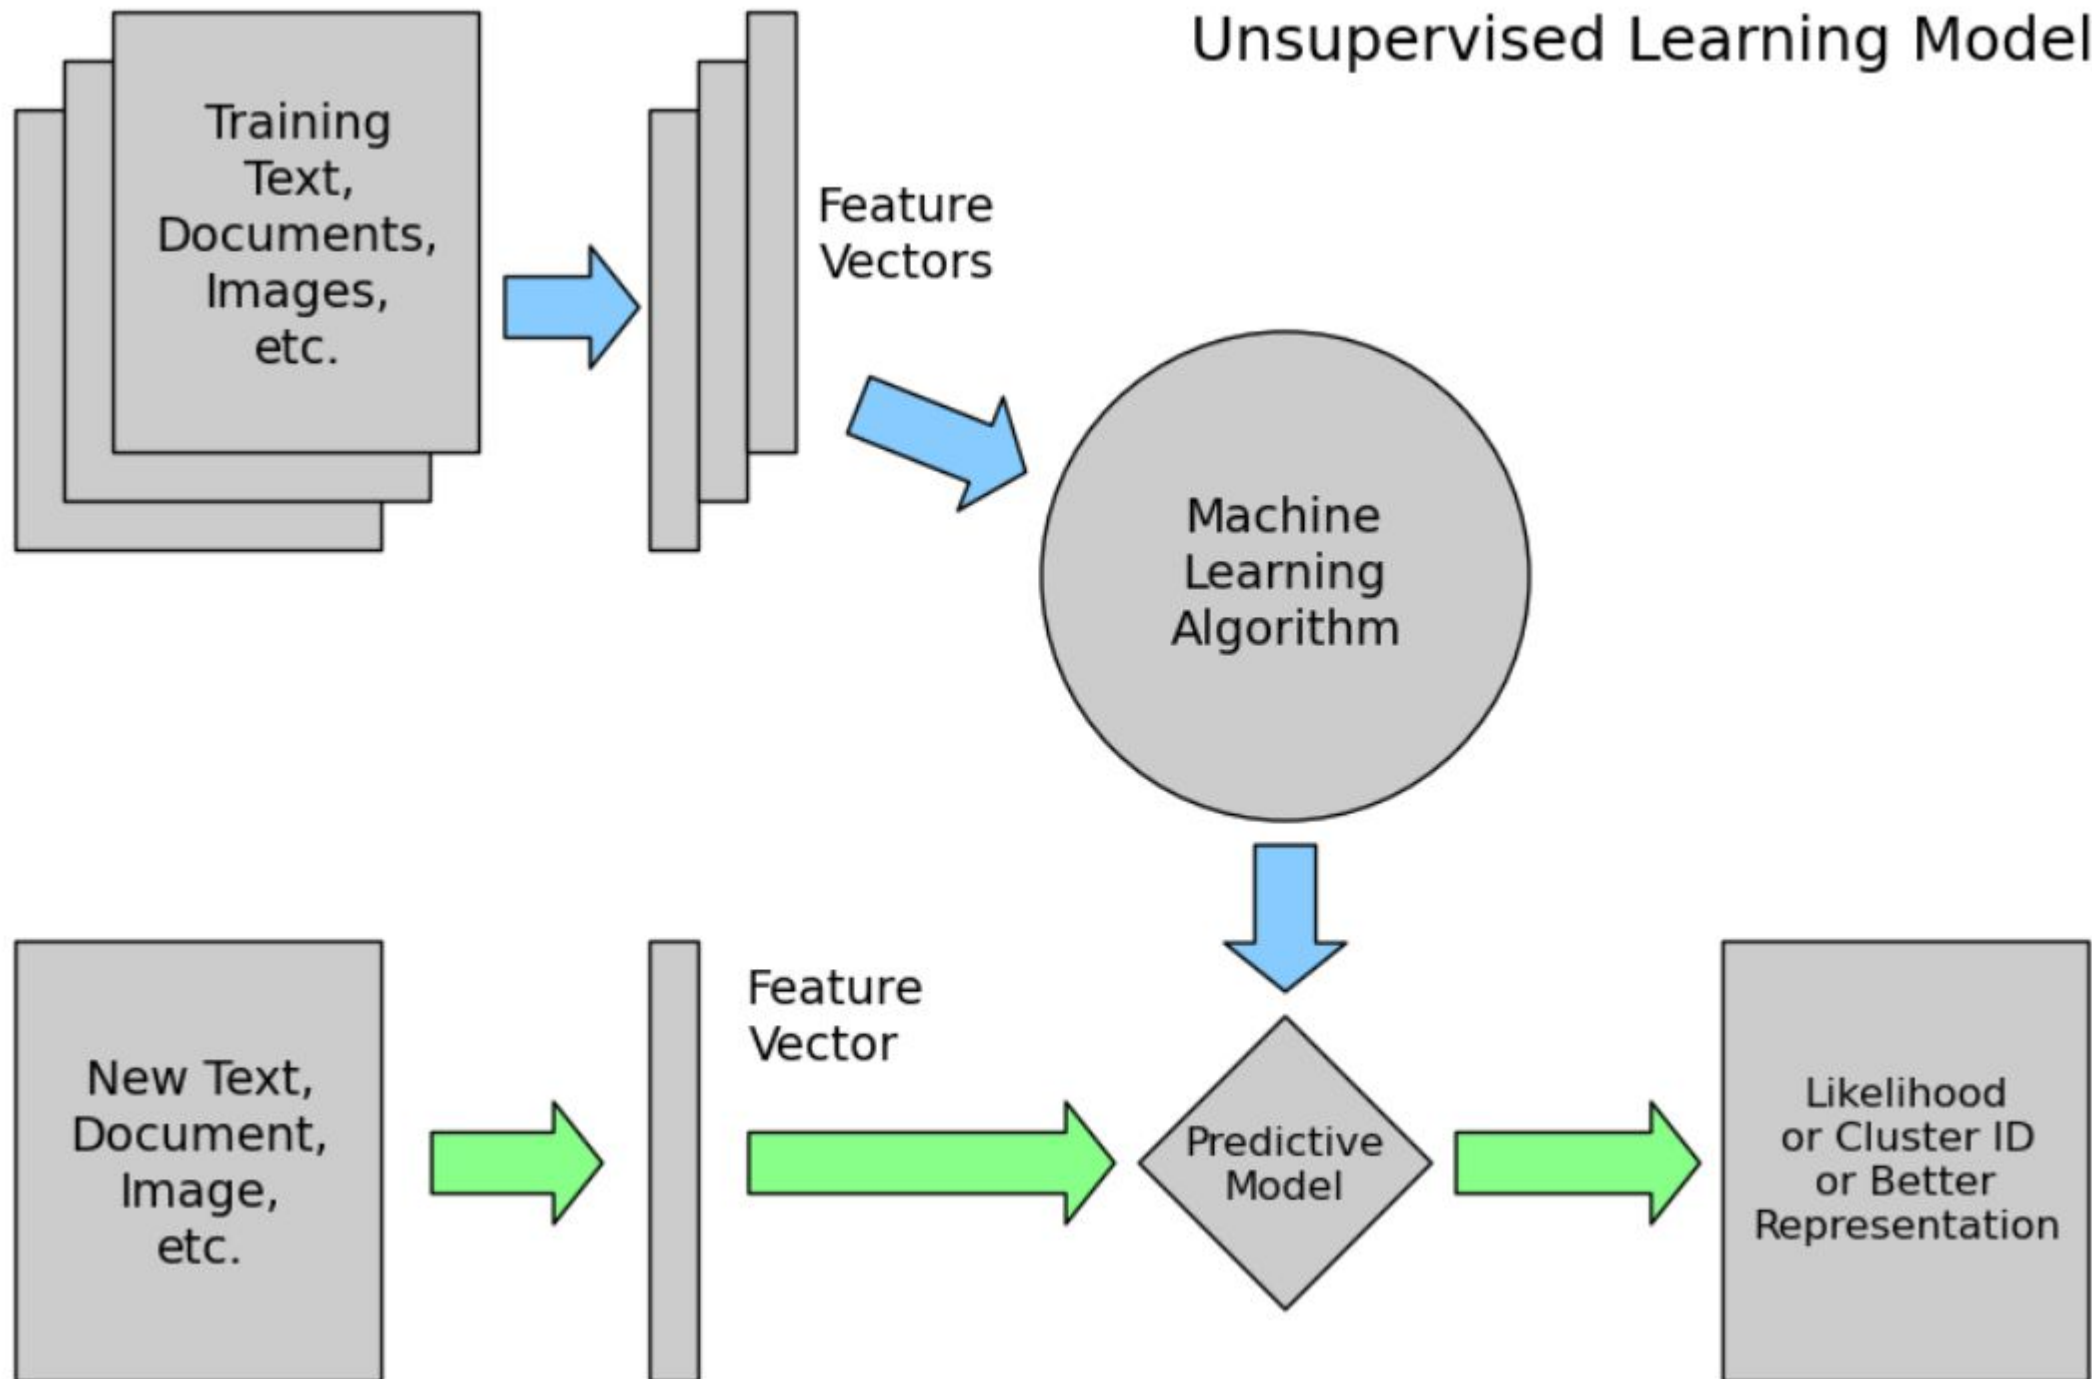 Unsupervised Learning Model
Training
Text,
Documents,
Images,
etc.
Feature
Vectors
Machine
Learning
Algorithm
New Text,
Document,
Image,
etc.
Feature
Vector
Predictive
Model
Likelihood
or Cluster ID
or Better
Representation